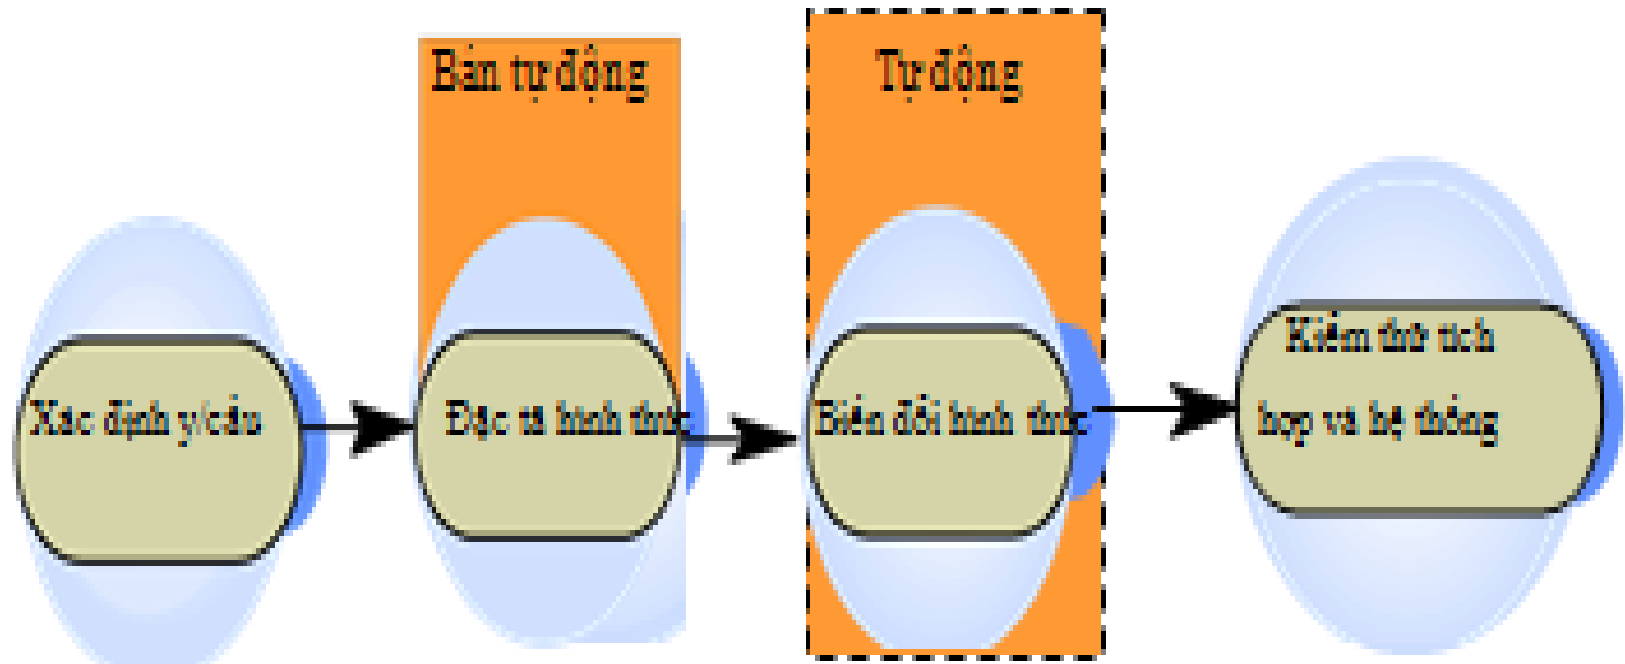 Bán tự động
Tự động
Xác định y/cầu
Đặc tả hình thức
Biến đổi hình thức
Kiểm thử tích
hợp và hệ thống